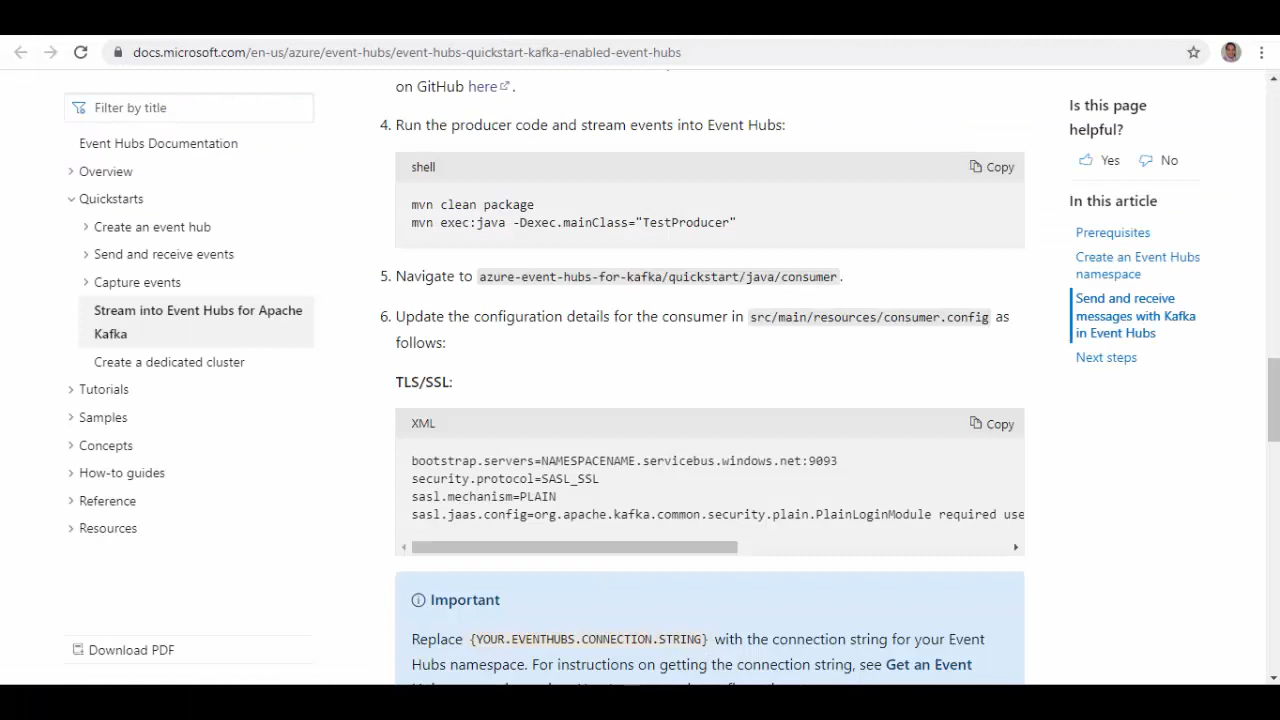 docs.microsoft.com/en-us/azure/event-hubs/event-hubs-quickstart-kafka-enabled-event-hubs
Filter by title
Event Hubs Documentation
Overview
Quickstarts
Create an event hub
Send and receive events
Capture events
Stream into Event Hubs for Apache
Kafka
Create a dedicated cluster
Tutorials
Samples
Concepts
How-to guides
Reference
Resources
Download PDF
on GitHub here.
4. Run the producer code and stream events into Event Hubs:
shell
Copy
mvn clean package
mvn exec:java -Dexec.mainClass="TestProducer"
5. Navigate to azure-event-hubs-for-kafka/quickstart/java/consumer.
6. Update the configuration details for the consumer in src/main/resources/consumer.config as
follows:
TLS/SSL:
XML
Copy
bootstrap.servers=NAMESPACENAME.servicebus.windows.net:9093
security.protocol=SASL_SSL
sasl.mechanism=PLAIN
sasl.jaas.config=org.apache.kafka.common.security.plain.PlainLoginModule required use
Important
Replace {YOUR.EVENTHUBS.CONNECTION.STRING} with the connection string for your Event
Hubs namespace. For instructions on getting the connection string, see Get an Event
Is this page
helpful?
Yes
No
In this article
Prerequisites
Create an Event Hubs
namespace
Send and receive
messages with Kafka
in Event Hubs
Next steps